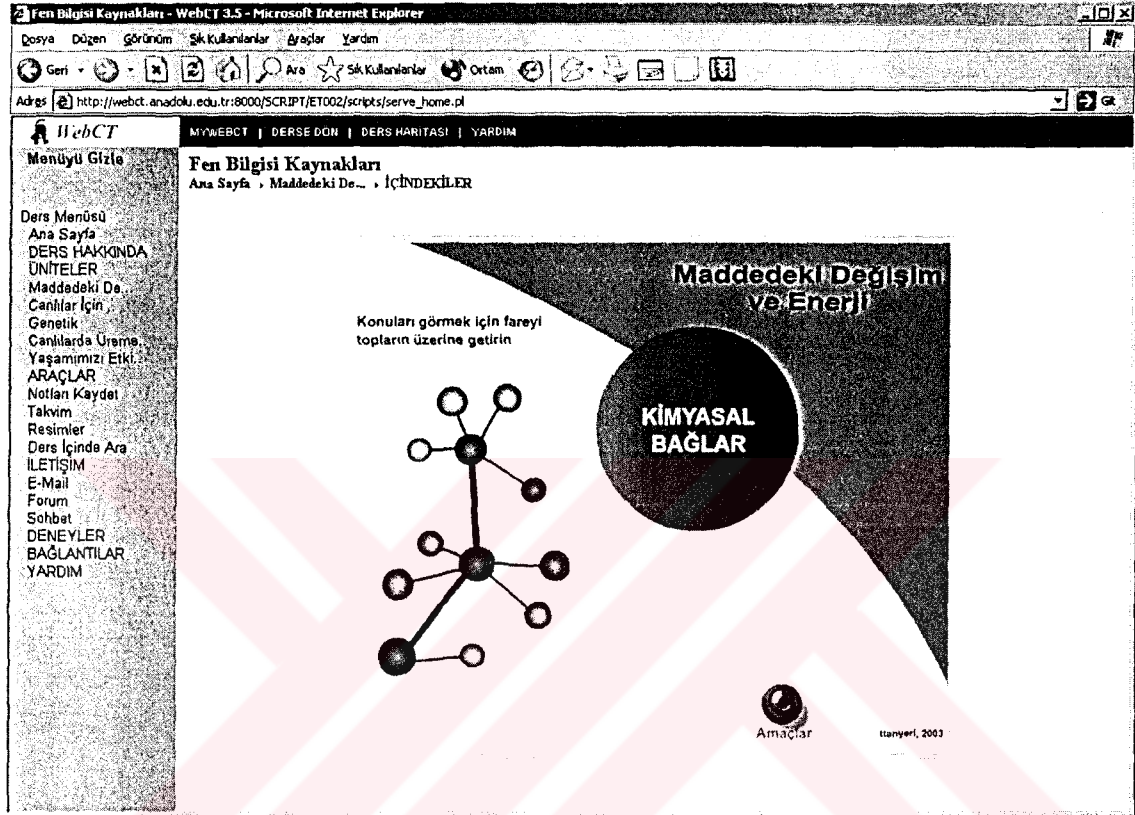 Fen Bilgisi Kaynakları - WebCT 3.5 - Microsoft Internet Explorer
Dosya Düzen Görünüm Sık Kullanılanlar Araçlar Yardım
Geri Ara Sık Kullanılanlar Ortam
Adres http://webct.anadolu.edu.tr:8000/SCRIPT/ET002/scripts/serve_home.pl Git
WebCT
MYWEBCT | DERSE DÖN | DERS HARİTASI | YARDIM
Menüyü Gizle
Fen Bilgisi Kaynakları
Ana Sayfa › Maddedeki De... › İÇİNDEKİLER
Ders Menüsü
Ana Sayfa
DERS HAKKINDA
ÜNİTELER
Maddedeki De...
Canlılar İçin ...
Genetik
Canlılarda Üreme...
Yaşamımızı Etki...
ARAÇLAR
Notları Kaydet
Takvim
Resimler
Ders İçinde Ara
İLETİŞİM
E-Mail
Forum
Sohbet
DENEYLER
BAĞLANTILAR
YARDIM
Maddedeki Değişim
ve Enerji
Konuları görmek için fareyi
topların üzerine getirin
KİMYASAL
BAĞLAR
Amaçlar
ttanyeri, 2003